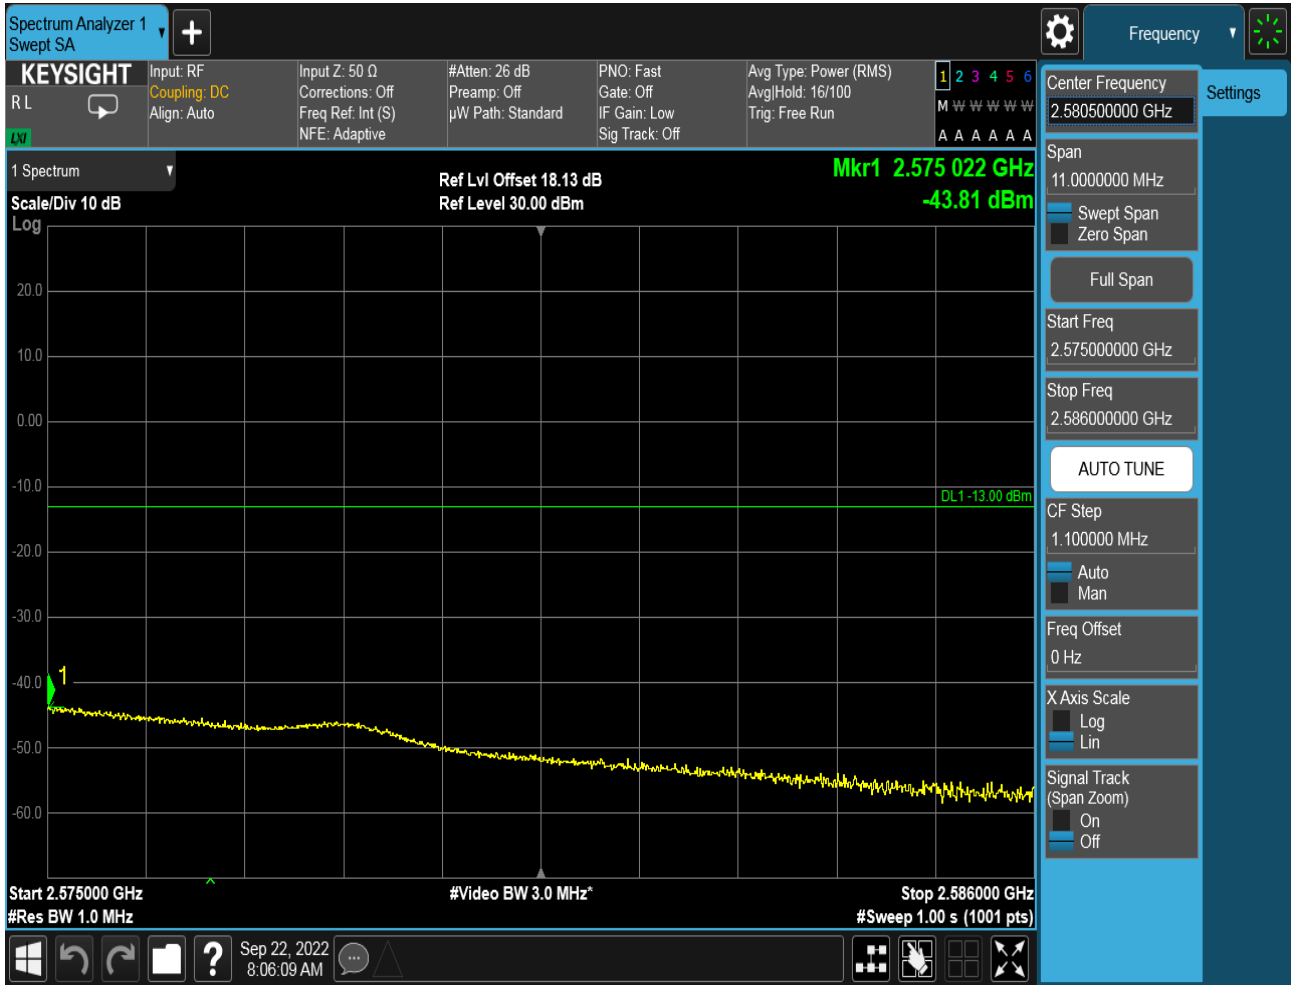 Spectrum Analyzer 1
Swept SA
Frequency
KEYSIGHT
R L
LXI
Input: RF
Coupling: DC
Align: Auto
Input Z: 50 Ω
Corrections: Off
Freq Ref: Int (S)
NFE: Adaptive
#Atten: 26 dB
Preamp: Off
µW Path: Standard
PNO: Fast
Gate: Off
IF Gain: Low
Sig Track: Off
Avg Type: Power (RMS)
Avg|Hold: 16/100
Trig: Free Run
1 2 3 4 5 6
M W W W W W
A A A A A A
1 Spectrum
Scale/Div 10 dB
Log
Ref Lvl Offset 18.13 dB
Ref Level 30.00 dBm
Mkr1 2.575 022 GHz
-43.81 dBm
20.0
10.0
0.00
-10.0
DL1 -13.00 dBm
-20.0
-30.0
-40.0
1
-50.0
-60.0
Start 2.575000 GHz
#Video BW 3.0 MHz*
Stop 2.586000 GHz
#Res BW 1.0 MHz
#Sweep 1.00 s (1001 pts)
Sep 22, 2022
8:06:09 AM
Center Frequency
2.580500000 GHz
Settings
Span
11.0000000 MHz
Swept Span
Zero Span
Full Span
Start Freq
2.575000000 GHz
Stop Freq
2.586000000 GHz
AUTO TUNE
CF Step
1.100000 MHz
Auto
Man
Freq Offset
0 Hz
X Axis Scale
Log
Lin
Signal Track
(Span Zoom)
On
Off